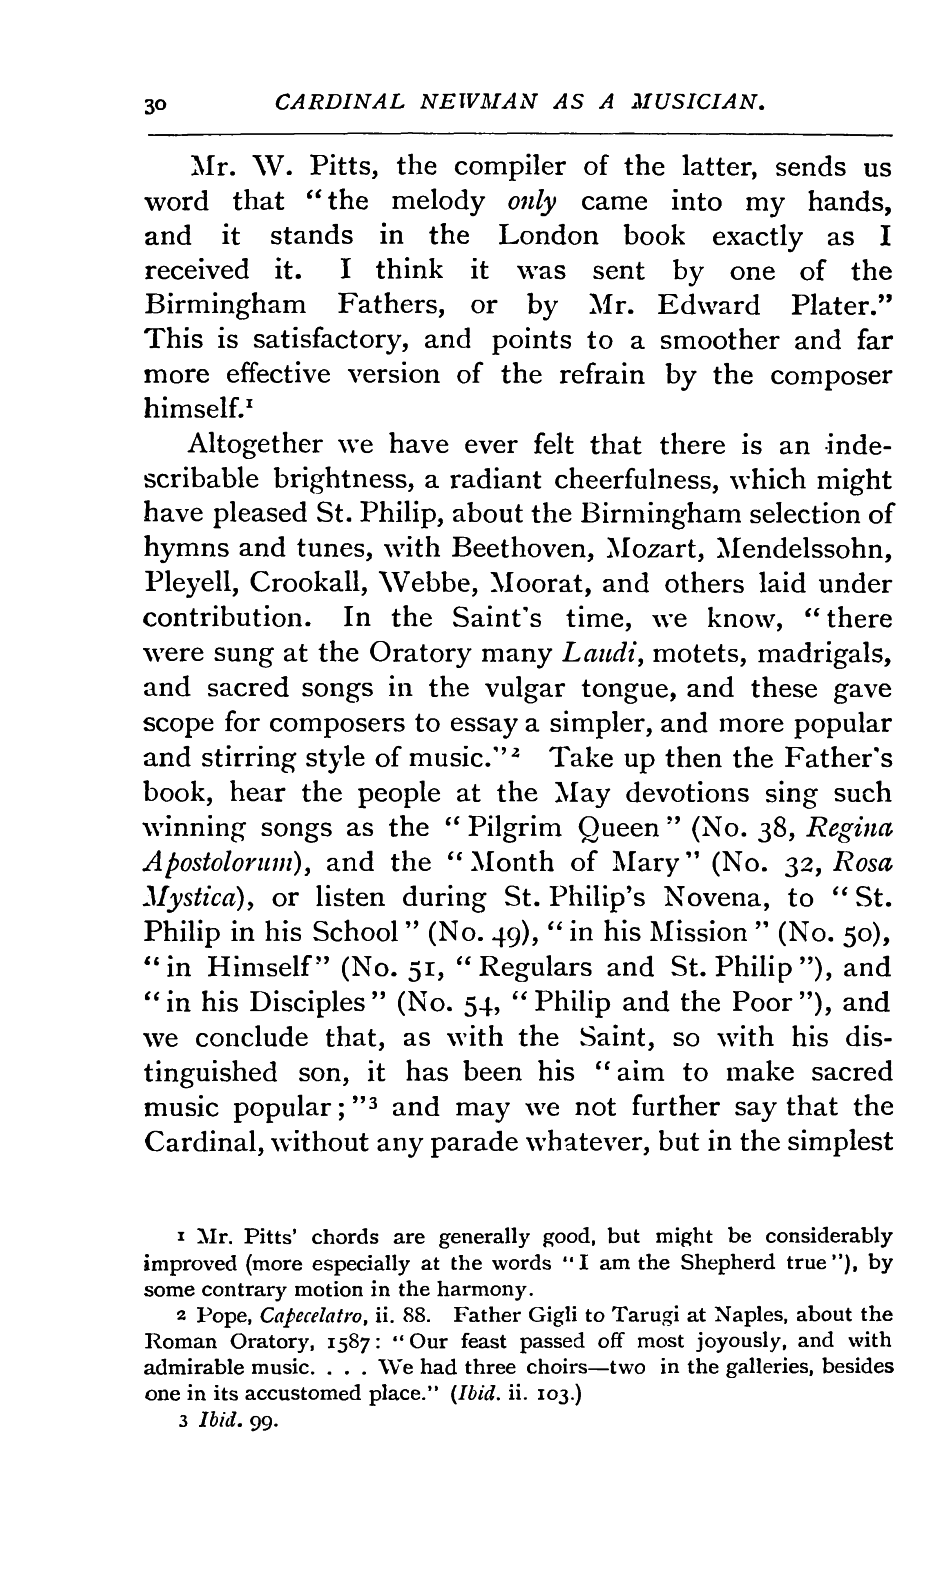 30 CARDINAL NEWMAN AS A MUSICIAN.
Mr. W. Pitts, the compiler of the latter, sends us
word that “the melody only came into my hands,
and it stands in the London book exactly as I
received it. I think it was sent by one of the
Birmingham Fathers, or by Mr. Edward Plater.”
This is satisfactory, and points to a smoother and far
more effective version of the refrain by the composer
himself.1
Altogether we have ever felt that there is an inde-
scribable brightness, a radiant cheerfulness, which might
have pleased St. Philip, about the Birmingham selection of
hymns and tunes, with Beethoven, Mozart, Mendelssohn,
Pleyell, Crookall, Webbe, Moorat, and others laid under
contribution. In the Saint's time, we know, “there
were sung at the Oratory many Laudi, motets, madrigals,
and sacred songs in the vulgar tongue, and these gave
scope for composers to essay a simpler, and more popular
and stirring style of music.”2 Take up then the Father's
book, hear the people at the May devotions sing such
winning songs as the “Pilgrim Queen” (No. 38, Regina
Apostolorum), and the “Month of Mary” (No. 32, Rosa
Mystica), or listen during St. Philip's Novena, to “St.
Philip in his School” (No. 49), “in his Mission” (No. 50),
“in Himself” (No. 51, “Regulars and St. Philip”), and
“in his Disciples” (No. 54, “Philip and the Poor”), and
we conclude that, as with the Saint, so with his dis-
tinguished son, it has been his “aim to make sacred
music popular;”3 and may we not further say that the
Cardinal, without any parade whatever, but in the simplest
1 Mr. Pitts' chords are generally good, but might be considerably
improved (more especially at the words “I am the Shepherd true”), by
some contrary motion in the harmony.
2 Pope, Capecelatro, ii. 88. Father Gigli to Tarugi at Naples, about the
Roman Oratory, 1587: “Our feast passed off most joyously, and with
admirable music. . . . We had three choirs—two in the galleries, besides
one in its accustomed place.” (Ibid. ii. 103.)
3 Ibid. 99.